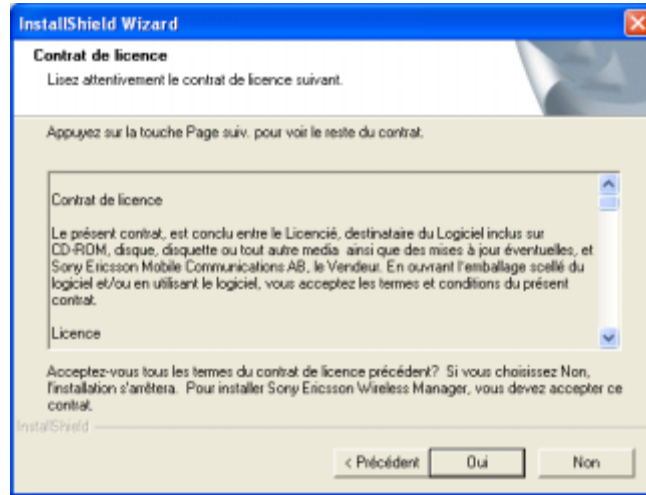 InstallShield Wizard
Contrat de licence
Lisez attentivement le contrat de licence suivant.
Appuyez sur la touche Page suiv. pour voir le reste du contrat.
Contrat de licence
Le présent contrat, est conclu entre le Licencié, destinataire du Logiciel inclus sur
CD-ROM, disque, disquette ou tout autre media ainsi que des mises à jour éventuelles, et
Sony Ericsson Mobile Communications AB, le Vendeur. En ouvrant l'emballage scellé du
logiciel et/ou en utilisant le logiciel, vous acceptez les termes et conditions du présent
contrat.
Licence
Acceptez-vous tous les termes du contrat de licence précédent? Si vous choisissez Non,
l'installation s'arrêtera. Pour installer Sony Ericsson Wireless Manager, vous devez accepter ce
contrat.
InstallShield
< Précédent
Oui
Non